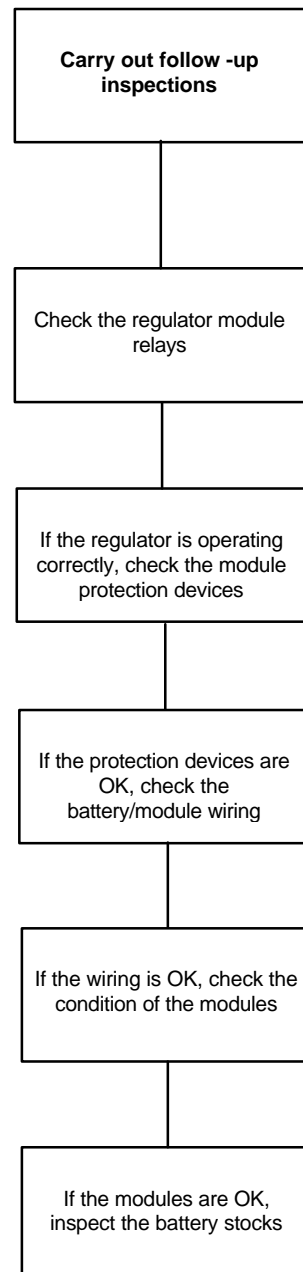 Carry out follow -up
inspections
Check the regulator module
relays
If the regulator is operating
correctly, check the module
protection devices
If the protection devices are
OK, check the
battery/module wiring
If the wiring is OK, check the
condition of the modules
If the modules are OK,
inspect the battery stocks